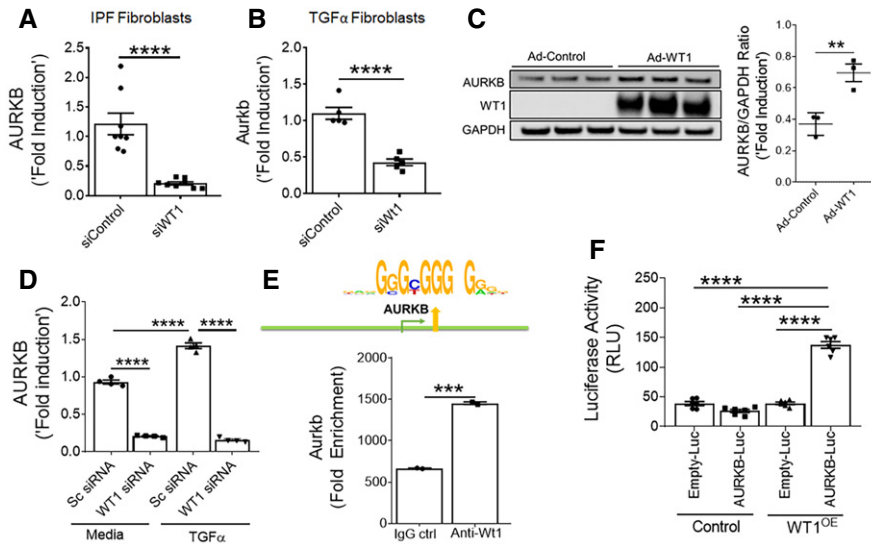 A
IPF Fibroblasts
AURKB
('Fold Induction')
2.5
2.0
1.5
1.0
0.5
0.0
****
siControl
siWT1
B
TGFα Fibroblasts
Aurkb
('Fold Induction')
2.0
1.5
1.0
0.5
0.0
****
siControl
siWt1
C
Ad-Control
Ad-WT1
AURKB
WT1
GAPDH
AURKB/GAPDH Ratio
('Fold Induction')
1.0
0.8
0.6
0.4
0.2
0.0
**
Ad-Control
Ad-WT1
D
AURKB
('Fold induction')
2.0
1.5
1.0
0.5
0.0
****
****
****
Sc siRNA
WT1 siRNA
Sc siRNA
WT1 siRNA
Media
TGFα
E
GGGCGGG GG
AURKB
Aurkb
(Fold Enrichment)
2000
1500
1000
500
0
***
IgG ctrl
Anti-Wt1
F
Luciferase Activity
(RLU)
250
200
150
100
50
0
****
****
****
Empty-Luc
AURKB-Luc
Empty-Luc
AURKB-Luc
Control
WT1OE